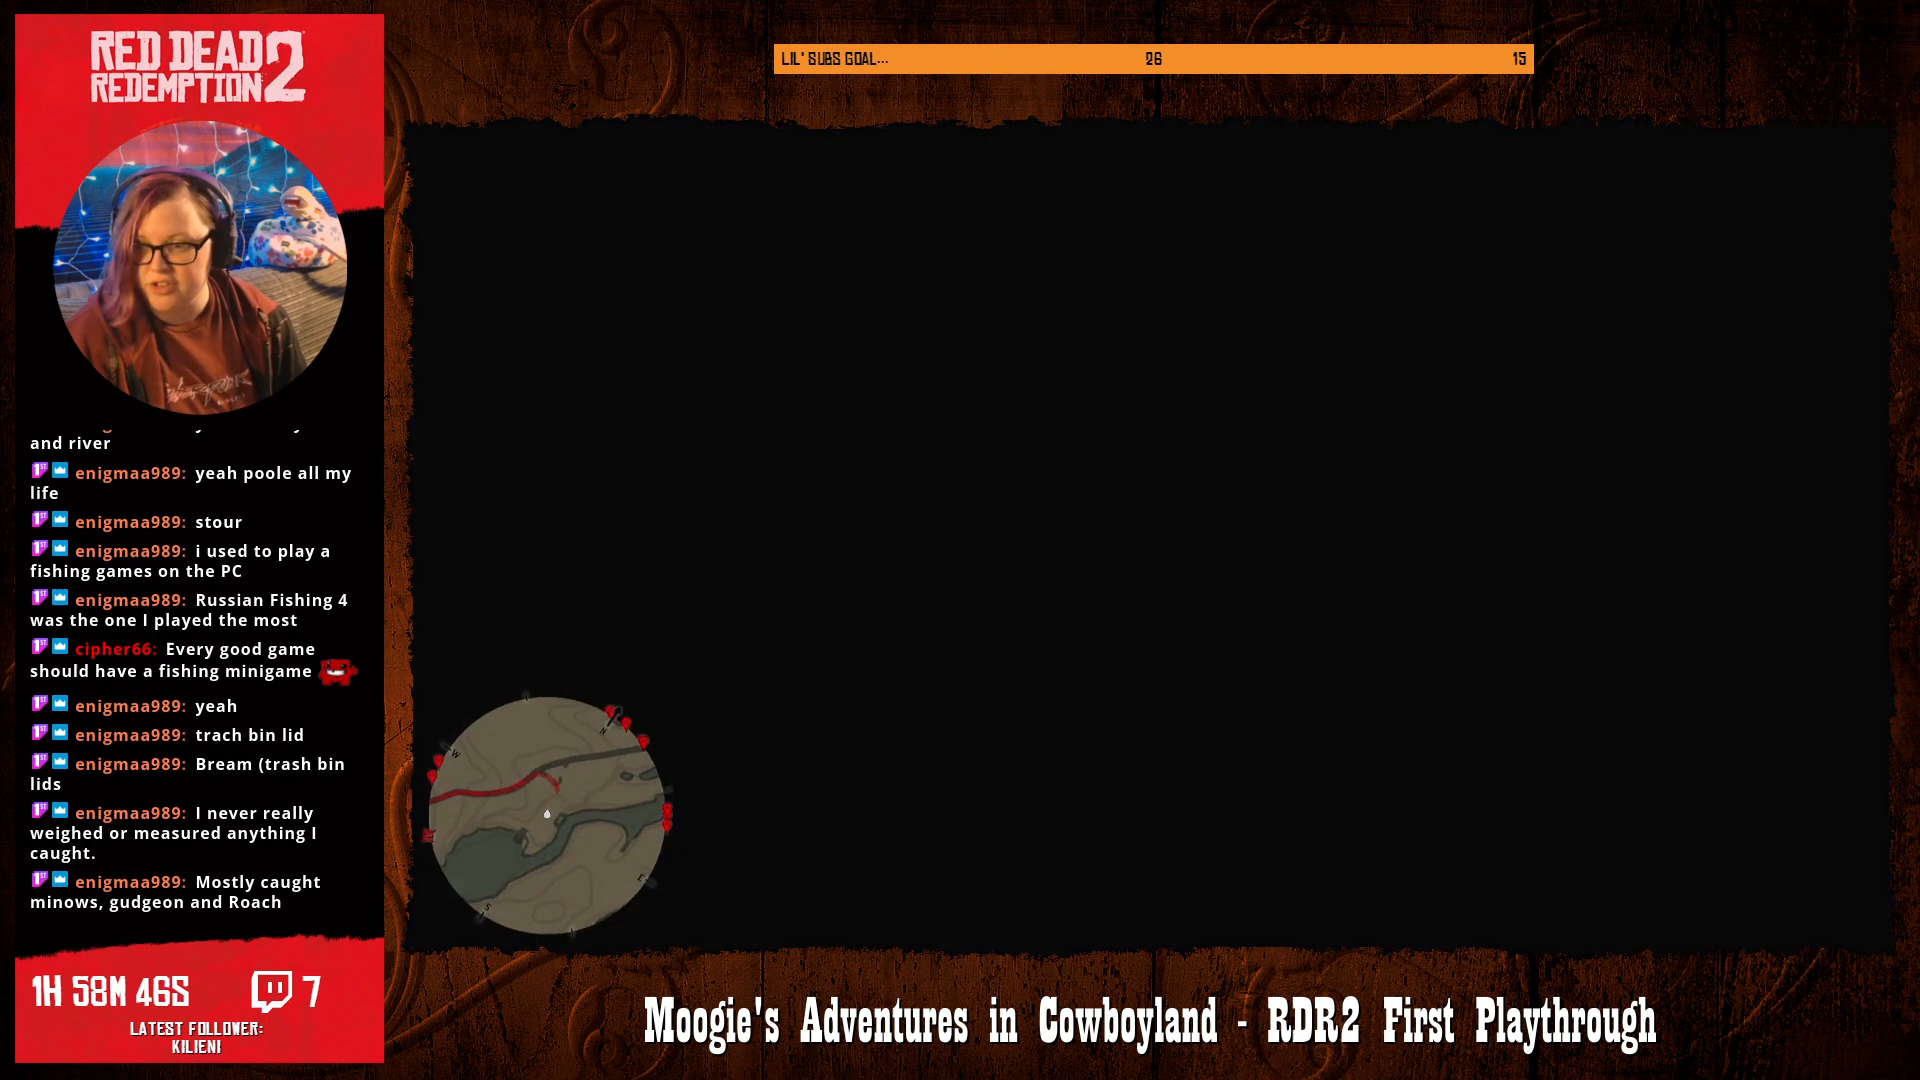 RED DEAD
REDEMPTION 2
LIL' SUBS GOAL... 26 15
and river
enigmaa989: yeah poole all my
life
enigmaa989: stour
enigmaa989: i used to play a
fishing games on the PC
enigmaa989: Russian Fishing 4
was the one I played the most
cipher66: Every good game
should have a fishing minigame
enigmaa989: yeah
enigmaa989: trach bin lid
enigmaa989: Bream (trash bin
lids
enigmaa989: I never really
weighed or measured anything I
caught.
enigmaa989: Mostly caught
minows, gudgeon and Roach
N
W
E
S
1H 58M 46S 7
LATEST FOLLOWER:
KILIENI
Moogie's Adventures in Cowboyland - RDR2 First Playthrough